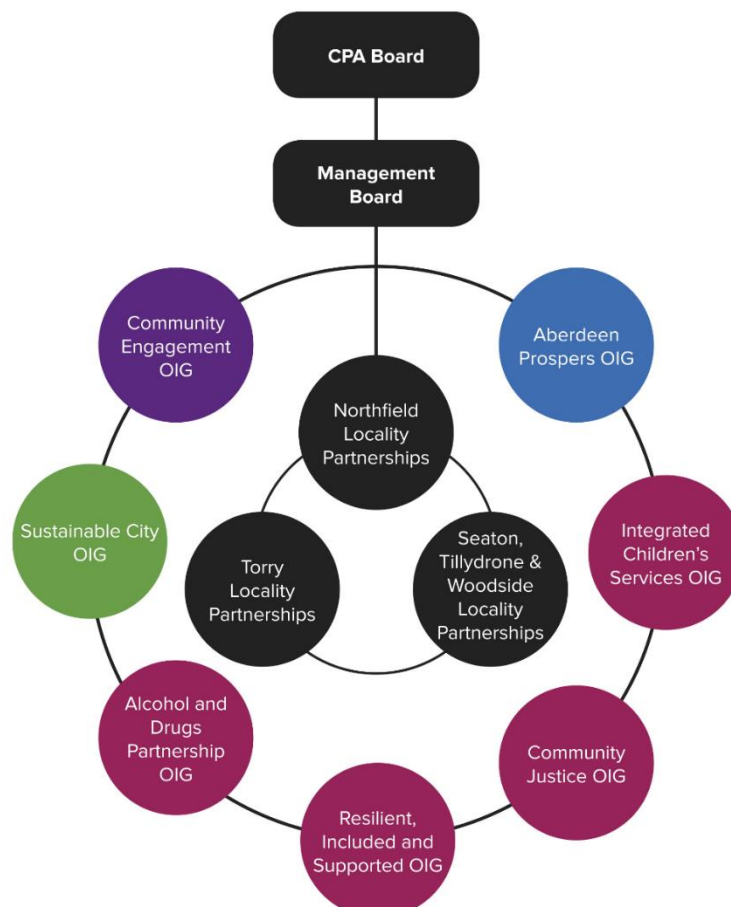 CPA Board
Management
Board
Community
Engagement
OIG
Aberdeen
Prospers OIG
Northfield
Locality
Partnerships
Sustainable City
OIG
Torry
Locality
Partnerships
Seaton,
Tillydrone &
Woodside
Locality
Partnerships
Integrated
Children's
Services OIG
Alcohol and
Drugs
Partnership
OIG
Community
Justice OIG
Resilient,
Included and
Supported OIG